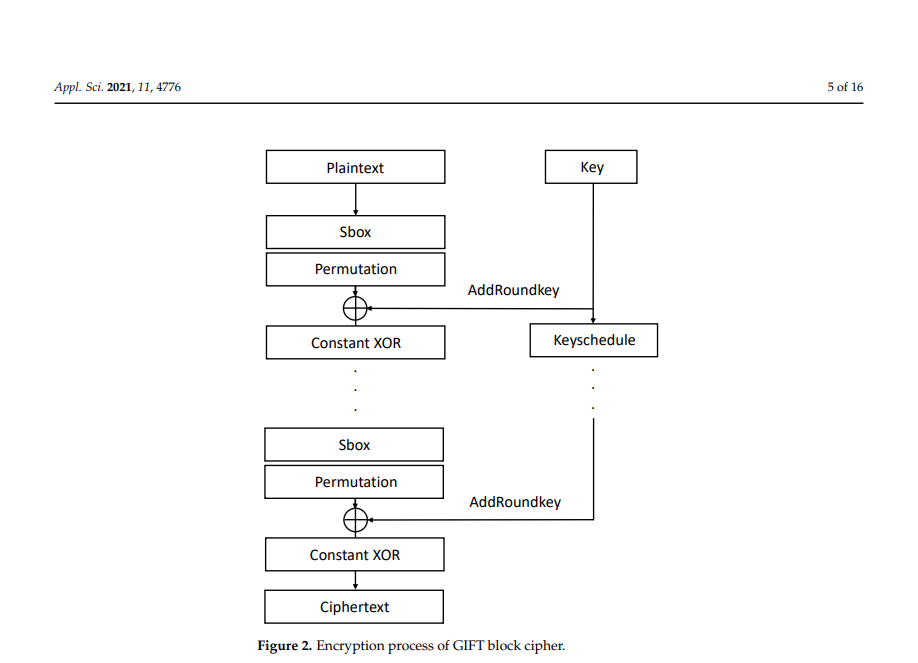 Appl. Sci. 2021, 11, 4776
5 of 16
Plaintext
Key
Sbox
Permutation
AddRoundkey
Constant XOR
Keyschedule
Sbox
Permutation
AddRoundkey
Constant XOR
Ciphertext
Figure 2. Encryption process of GIFT block cipher.